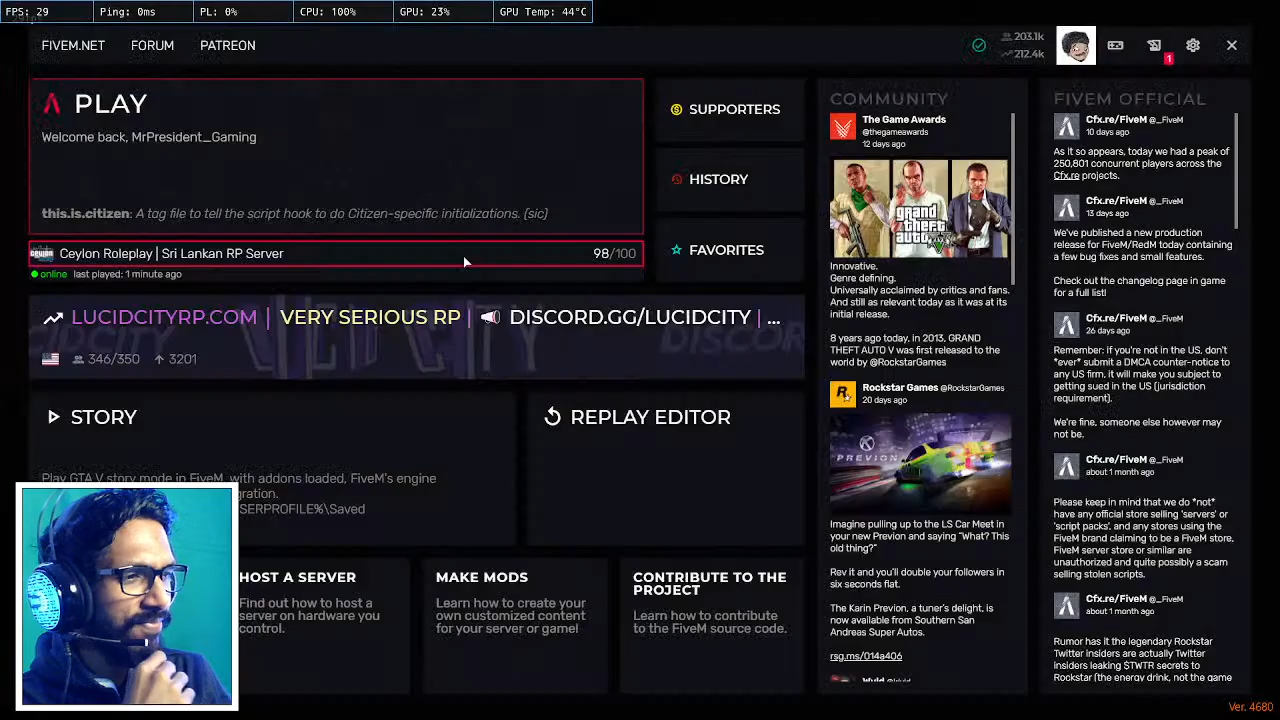 FPS: 29
Ping: 0ms
PL: 0%
CPU: 100%
GPU: 23%
GPU Temp: 44°C
FIVEM.NET
FORUM
PATREON
203.1k
212.4k
1
PLAY
Welcome back, MrPresident_Gaming
this.is.citizen: A tag file to tell the script hook to do Citizen-specific initializations. (sic)
Ceylon Roleplay | Sri Lankan RP Server
98/100
online last played: 1 minute ago
SUPPORTERS
HISTORY
FAVORITES
LUCIDCITYRP.COM | VERY SERIOUS RP | DISCORD.GG/LUCIDCITY | ...
346/350 3201
STORY
Play GTA V story mode in FiveM, with addons loaded, FiveM's engine
gration.
SERPROFILE%\Saved
REPLAY EDITOR
HOST A SERVER
Find out how to host a
server on hardware you
control.
MAKE MODS
Learn how to create your
own customized content
for your server or game!
CONTRIBUTE TO THE
PROJECT
Learn how to contribute
to the FiveM source code.
COMMUNITY
The Game Awards
@thegameawards
12 days ago
grand
theft
auto
V
Innovative.
Genre defining.
Universally acclaimed by critics and fans.
And still as relevant today as it was at its
initial release.
8 years ago today, in 2013, GRAND
THEFT AUTO V was first released to the
world by @RockstarGames
Rockstar Games @RockstarGames
20 days ago
PREVION
Imagine pulling up to the LS Car Meet in
your new Previon and saying “What? This
old thing?”
Rev it and you'll double your followers in
six seconds flat.
The Karin Previon, a tuner's delight, is
now available from Southern San
Andreas Super Autos.
rsg.ms/014a406
FIVEM OFFICIAL
Cfx.re/FiveM @_FiveM
10 days ago
As it so appears, today we had a peak of
250,801 concurrent players across the
Cfx.re projects.
Cfx.re/FiveM @_FiveM
13 days ago
We've published a new production
release for FiveM/RedM today containing
a few bug fixes and small features.
Check out the changelog page in game
for a full list!
Cfx.re/FiveM @_FiveM
26 days ago
Remember: if you're not in the US, don't
*ever* submit a DMCA counter-notice to
any US firm, it will make you subject to
getting sued in the US (jurisdiction
requirement).
We're fine, someone else however may
not be.
Cfx.re/FiveM @_FiveM
about 1 month ago
Please keep in mind that we do *not*
have any official store selling 'servers' or
'script packs', and any stores using the
FiveM brand claiming to be a FiveM store,
FiveM server store or similar are
unauthorized and quite possibly a scam
selling stolen scripts.
Cfx.re/FiveM @_FiveM
about 1 month ago
Rumor has it the legendary Rockstar
Twitter insiders are actually Twitter
insiders leaking $TWTR secrets to
Rockstar (the energy drink, not the game
Ver. 4680